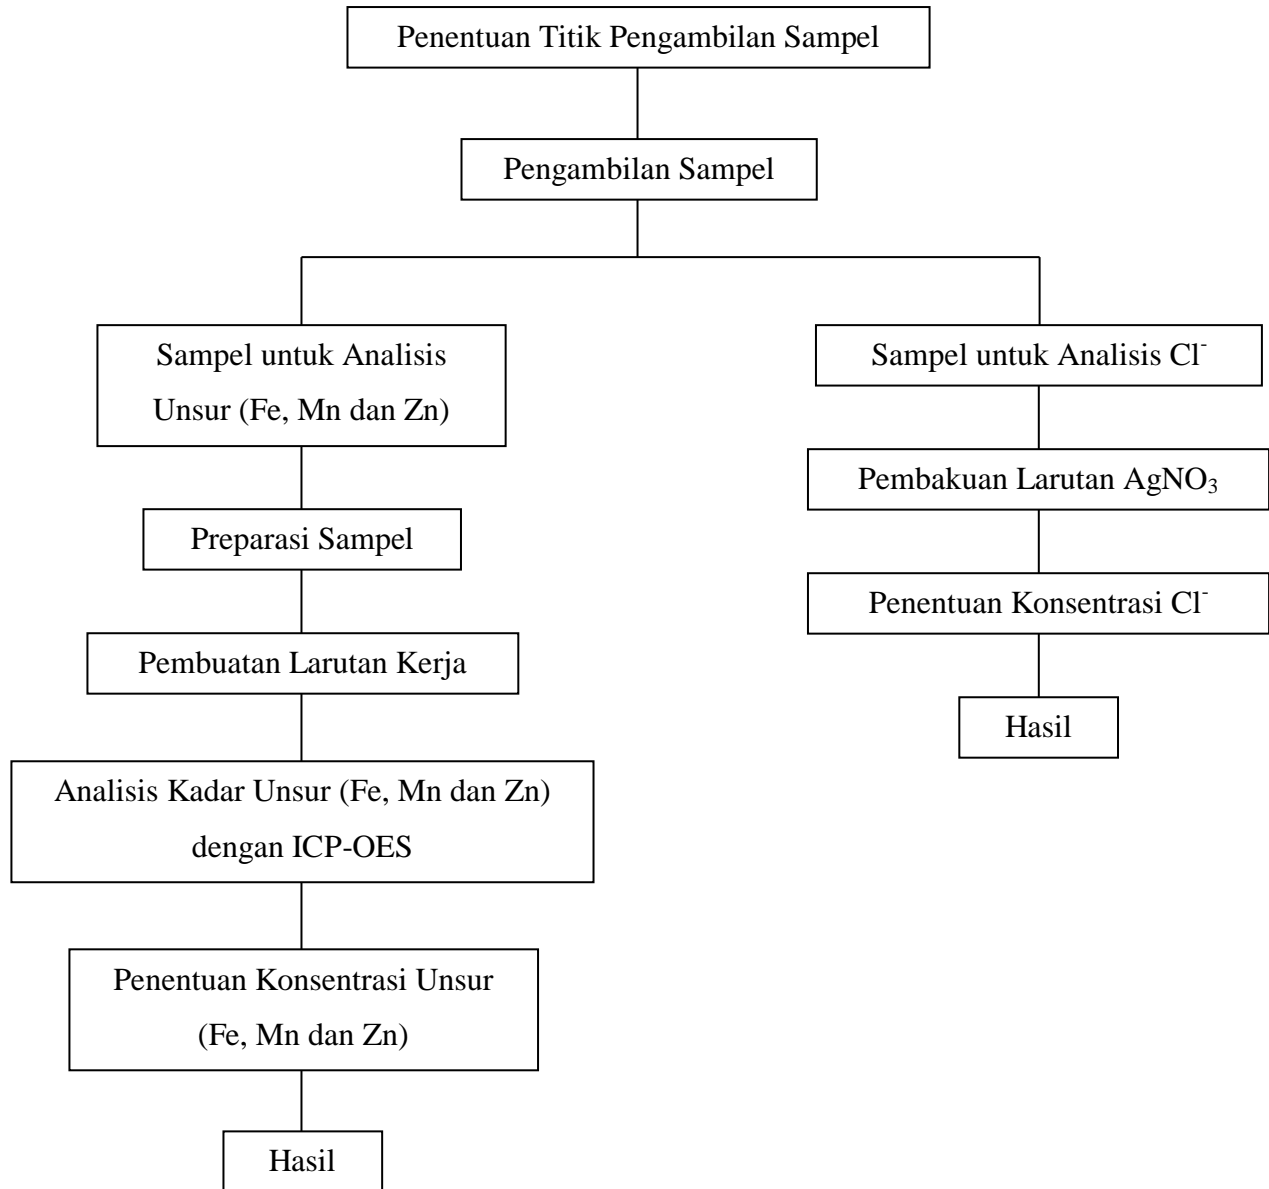 Penentuan Titik Pengambilan Sampel
Pengambilan Sampel
Sampel untuk Analisis
Unsur (Fe, Mn dan Zn)
Preparasi Sampel
Pembuatan Larutan Kerja
Analisis Kadar Unsur (Fe, Mn dan Zn)
dengan ICP-OES
Penentuan Konsentrasi Unsur
(Fe, Mn dan Zn)
Hasil
Sampel untuk Analisis Cl⁻
Pembakuan Larutan AgNO₃
Penentuan Konsentrasi Cl⁻
Hasil